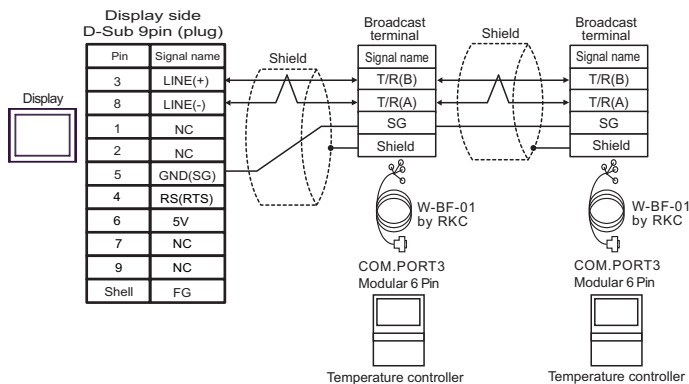 Display side
D-Sub 9pin (plug)
Pin Signal name
3 LINE(+)
8 LINE(-)
1 NC
2 NC
5 GND(SG)
4 RS(RTS)
6 5V
7 NC
9 NC
Shell FG
Display
Shield
Broadcast
terminal
Signal name
T/R(B)
T/R(A)
SG
Shield
W-BF-01
by RKC
COM.PORT3
Modular 6 Pin
Temperature controller
Shield
Broadcast
terminal
Signal name
T/R(B)
T/R(A)
SG
Shield
W-BF-01
by RKC
COM.PORT3
Modular 6 Pin
Temperature controller